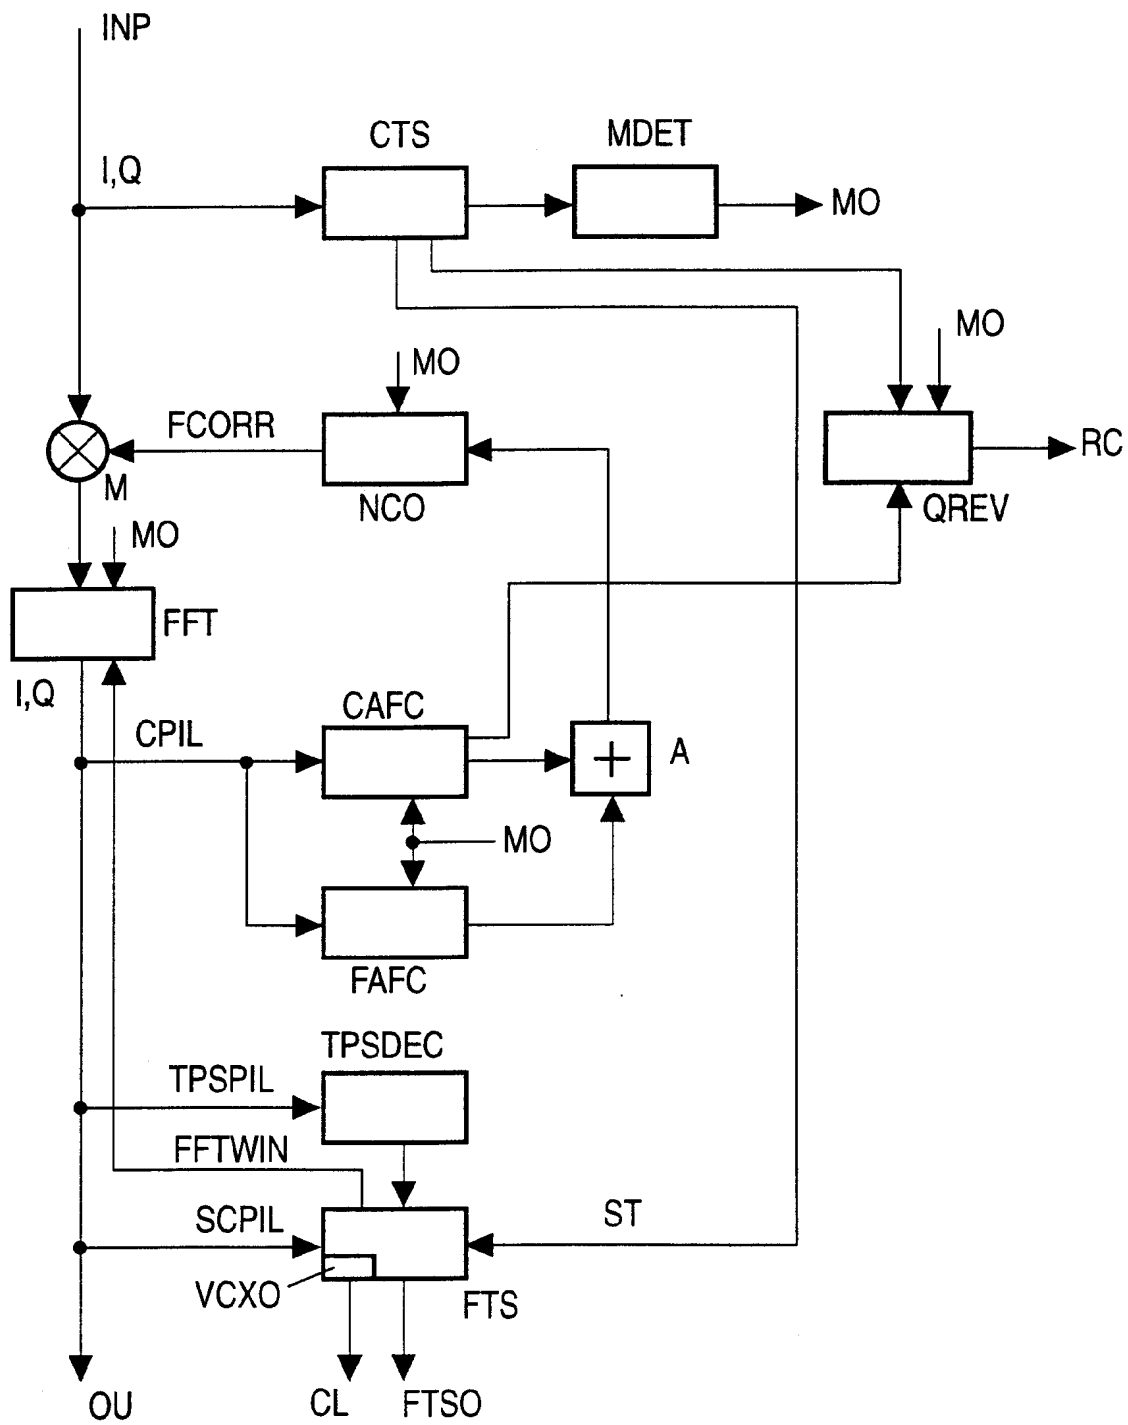 INP
CTS
MDET
I,Q
MO
MO
MO
FCORR
RC
M
NCO
QREV
MO
FFT
I,Q
CAFC
CPIL
+
A
MO
FAFC
TPSDEC
TPSPIL
FFTWIN
SCPIL
ST
VCXO
FTS
OU
CL
FTSO